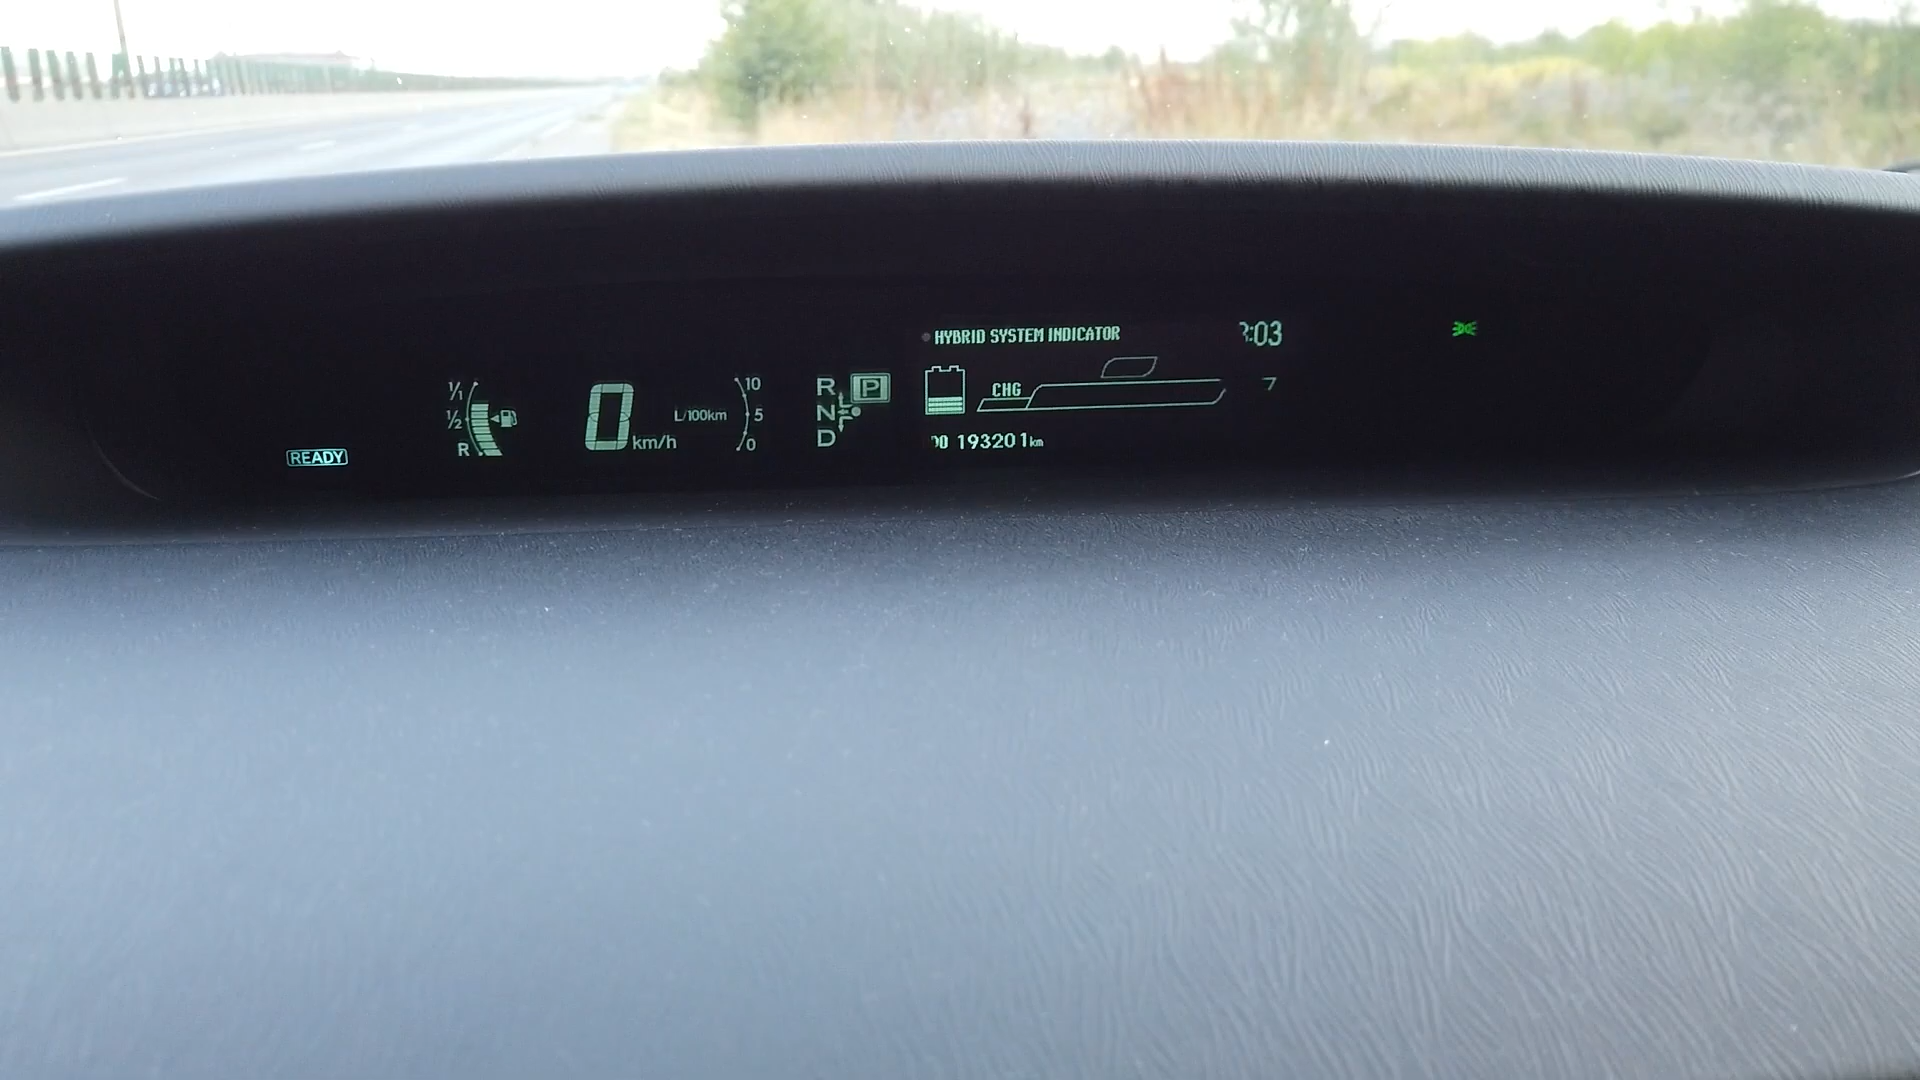 HYBRID SYSTEM INDICATOR
:03
1/1
1/2
R
READY
0 km/h
L/100km
10
5
0
R P
N
D
CHG
7
193201 km